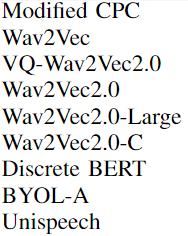 Modified CPC
Wav2Vec
VQ-Wav2Vec2.0
Wav2Vec2.0
Wav2Vec2.0-Large
Wav2Vec2.0-C
Discrete BERT
BYOL-A
Unispeech